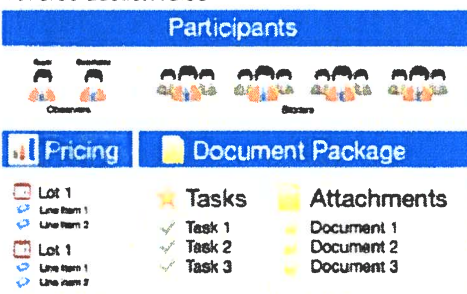 Participants
Observers
Bidders
Pricing
Document Package
Lot 1
Line Item 1
Line Item 2
Lot 1
Line Item 1
Line Item 2
Tasks
Task 1
Task 2
Task 3
Attachments
Document 1
Document 2
Document 3